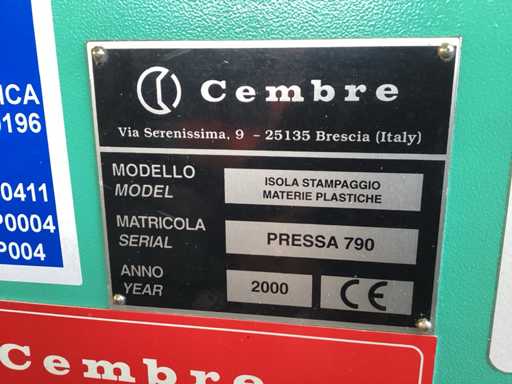 Cembre
Via Serenissima, 9 - 25135 Brescia (Italy)
MODELLO
MODEL
ISOLA STAMPAGGIO
MATERIE PLASTICHE
MATRICOLA
SERIAL
PRESSA 790
ANNO
YEAR
2000
CE
ICA
0196
0411
P0004
P004
Cembre